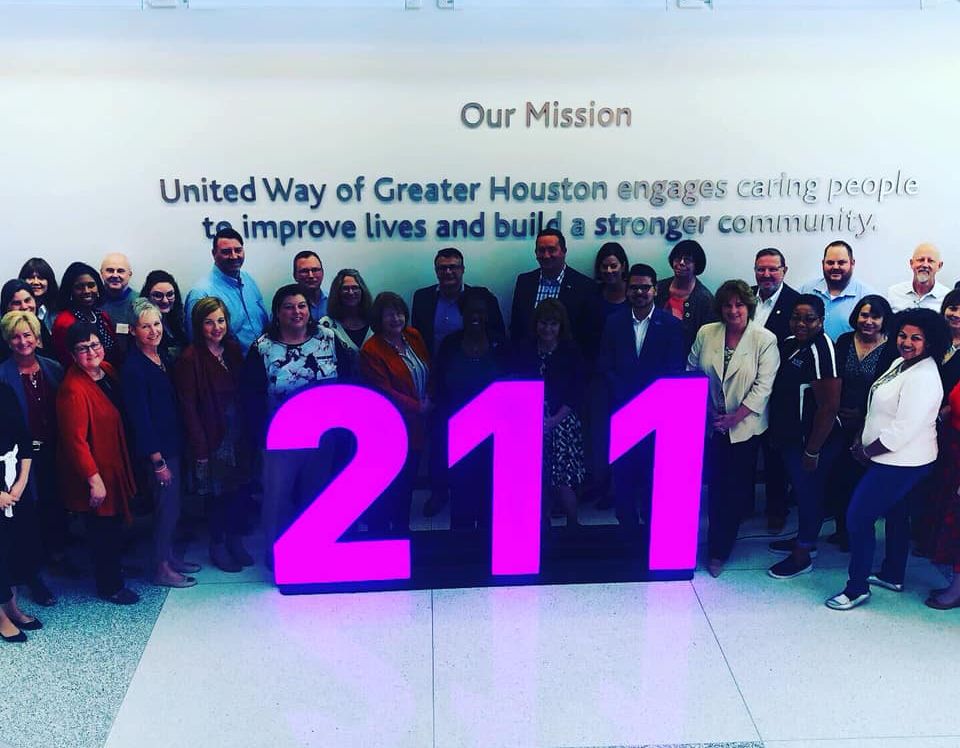 Our Mission
United Way of Greater Houston engages caring people
to improve lives and build a stronger community.
211